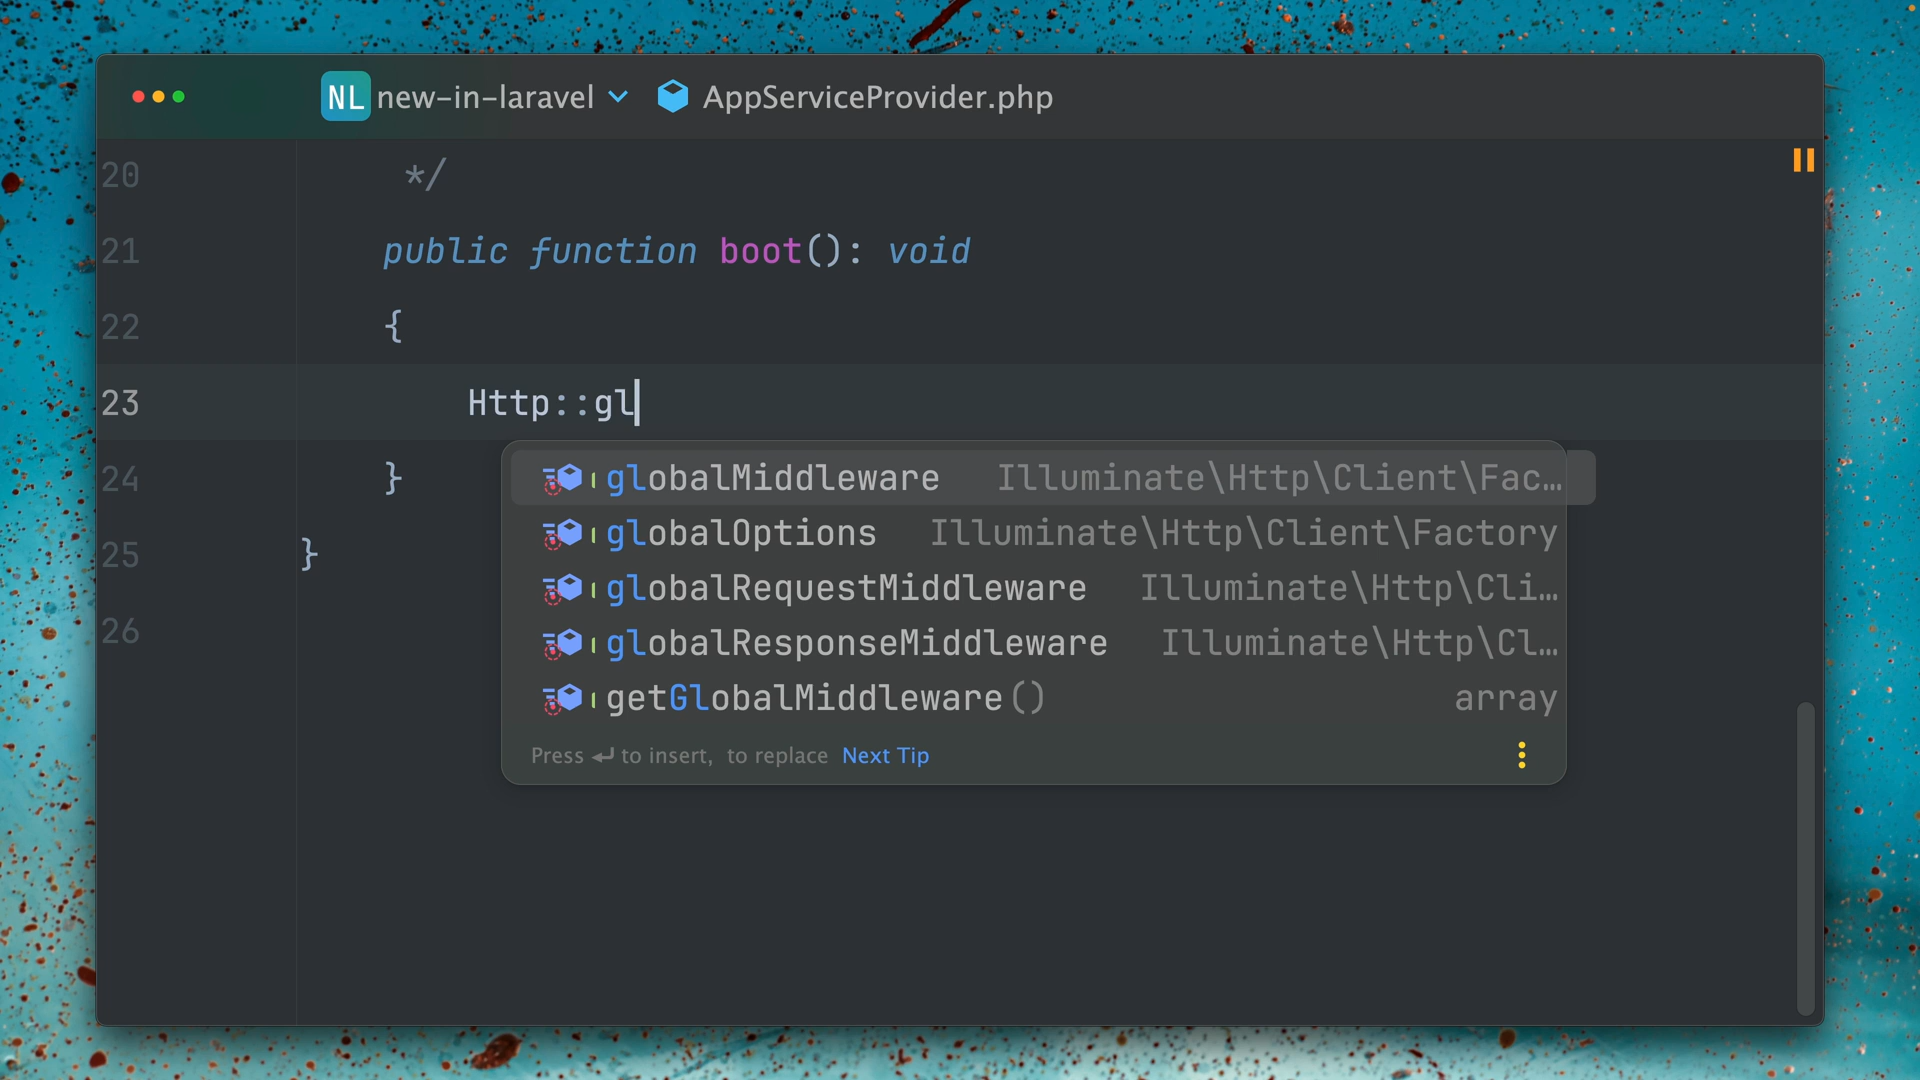 NL new-in-laravel AppServiceProvider.php
20 */
21 public function boot(): void
22 {
23 Http::gl
globalMiddleware Illuminate\Http\Client\Fac…
globalOptions Illuminate\Http\Client\Factory
globalRequestMiddleware Illuminate\Http\Cli…
globalResponseMiddleware Illuminate\Http\Cl…
getGlobalMiddleware() array
Press ↵ to insert, to replace Next Tip
24 }
25 }
26